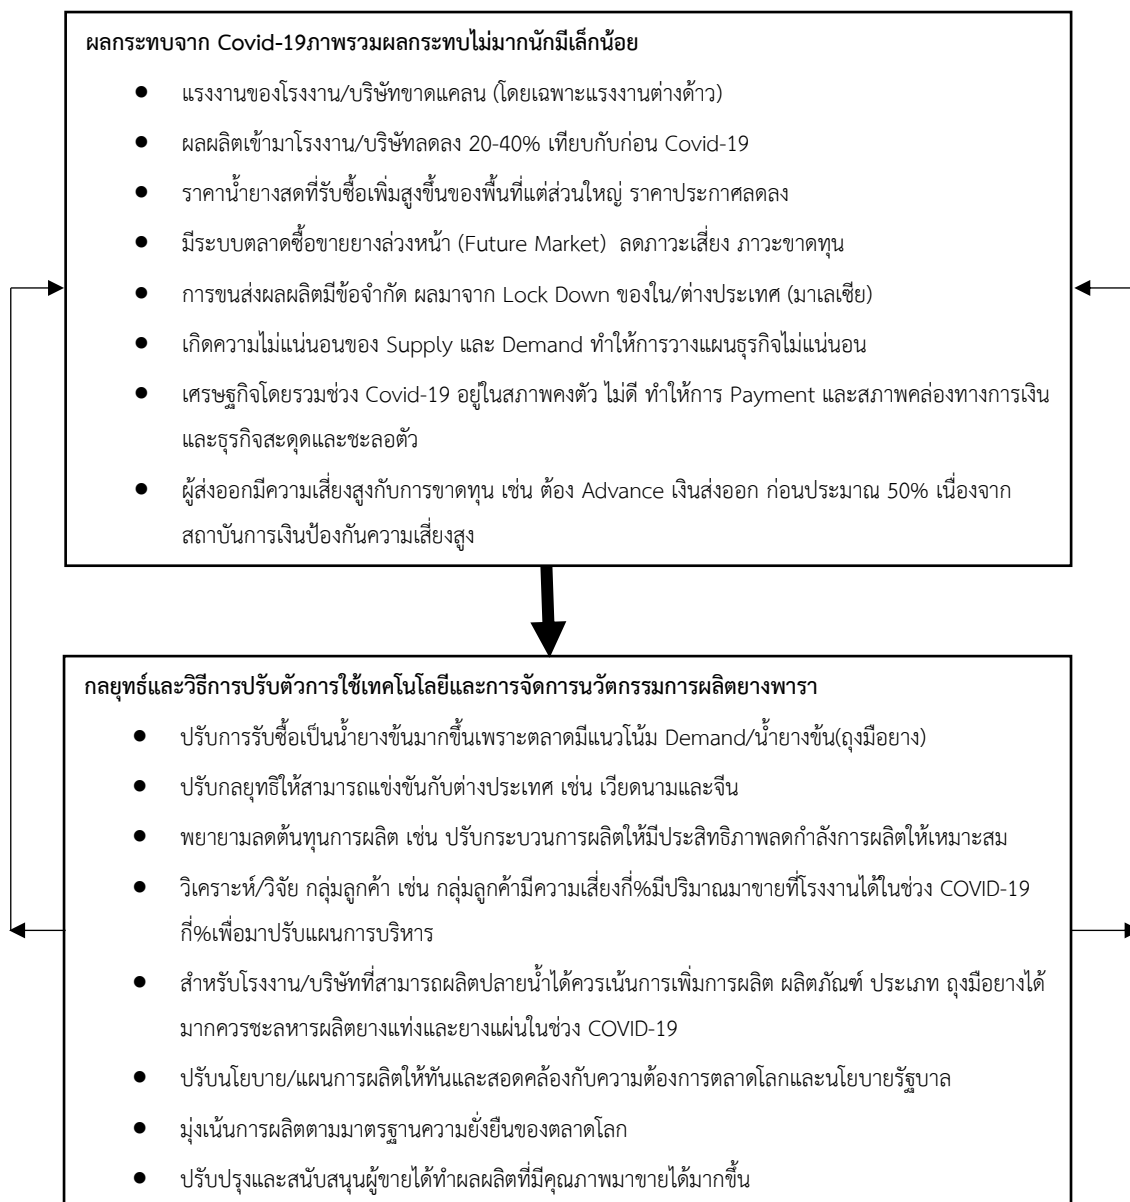 ผลกระทบจาก Covid-19ภาพรวมผลกระทบไม่มากนักมีเล็กน้อย
● แรงงานของโรงงาน/บริษัทขาดแคลน (โดยเฉพาะแรงงานต่างด้าว)
● ผลผลิตเข้ามาโรงงาน/บริษัทลดลง 20-40% เทียบกับก่อน Covid-19
● ราคาน้ำยางสดที่รับซื้อเพิ่มสูงขึ้นของพื้นที่แต่ส่วนใหญ่ ราคาประกาศลดลง
● มีระบบตลาดซื้อขายยางล่วงหน้า (Future Market) ลดภาวะเสี่ยง ภาวะขาดทุน
● การขนส่งผลผลิตมีข้อจำกัด ผลมาจาก Lock Down ของใน/ต่างประเทศ (มาเลเซีย)
● เกิดความไม่แน่นอนของ Supply และ Demand ทำให้การวางแผนธุรกิจไม่แน่นอน
● เศรษฐกิจโดยรวมช่วง Covid-19 อยู่ในสภาพคงตัว ไม่ดี ทำให้การ Payment และสภาพคล่องทางการเงิน
และธุรกิจสะดุดและชะลอตัว
● ผู้ส่งออกมีความเสี่ยงสูงกับการขาดทุน เช่น ต้อง Advance เงินส่งออก ก่อนประมาณ 50% เนื่องจาก
สถาบันการเงินป้องกันความเสี่ยงสูง
กลยุทธ์และวิธีการปรับตัวการใช้เทคโนโลยีและการจัดการนวัตกรรมการผลิตยางพารา
● ปรับการรับซื้อเป็นน้ำยางข้นมากขึ้นเพราะตลาดมีแนวโน้ม Demand/น้ำยางข้น(ถุงมือยาง)
● ปรับกลยุทธิให้สามารถแข่งขันกับต่างประเทศ เช่น เวียดนามและจีน
● พยายามลดต้นทุนการผลิต เช่น ปรับกระบวนการผลิตให้มีประสิทธิภาพลดกำลังการผลิตให้เหมาะสม
● วิเคราะห์/วิจัย กลุ่มลูกค้า เช่น กลุ่มลูกค้ามีความเสี่ยงกี่%มีปริมาณมาขายที่โรงงานได้ในช่วง COVID-19
กี่%เพื่อมาปรับแผนการบริหาร
● สำหรับโรงงาน/บริษัทที่สามารถผลิตปลายน้ำได้ควรเน้นการเพิ่มการผลิต ผลิตภัณฑ์ ประเภท ถุงมือยางได้
มากควรชะลหารผลิตยางแท่งและยางแผ่นในช่วง COVID-19
● ปรับนโยบาย/แผนการผลิตให้ทันและสอดคล้องกับความต้องการตลาดโลกและนโยบายรัฐบาล
● มุ่งเน้นการผลิตตามมาตรฐานความยั่งยืนของตลาดโลก
● ปรับปรุงและสนับสนุนผู้ขายได้ทำผลผลิตที่มีคุณภาพมาขายได้มากขึ้น